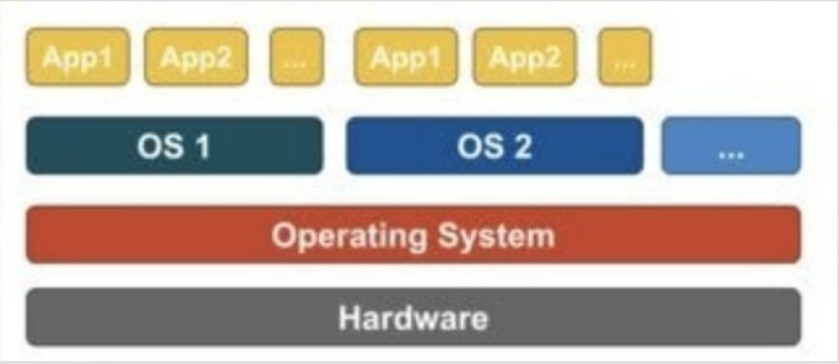 App1 App2 ... App1 App2 ...
OS 1 OS 2 ...
Operating System
Hardware